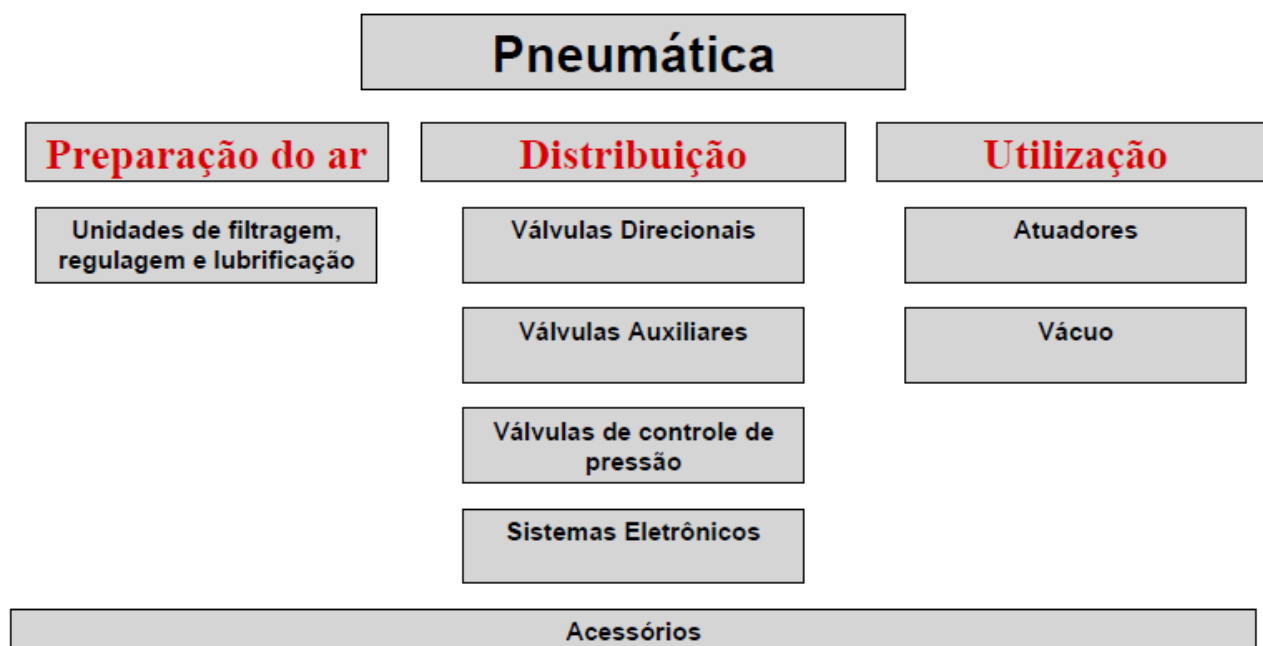 Pneumática
Preparação do ar
Distribuição
Utilização
Unidades de filtragem,
regulagem e lubrificação
Válvulas Direcionais
Atuadores
Válvulas Auxiliares
Vácuo
Válvulas de controle de
pressão
Sistemas Eletrônicos
Acessórios